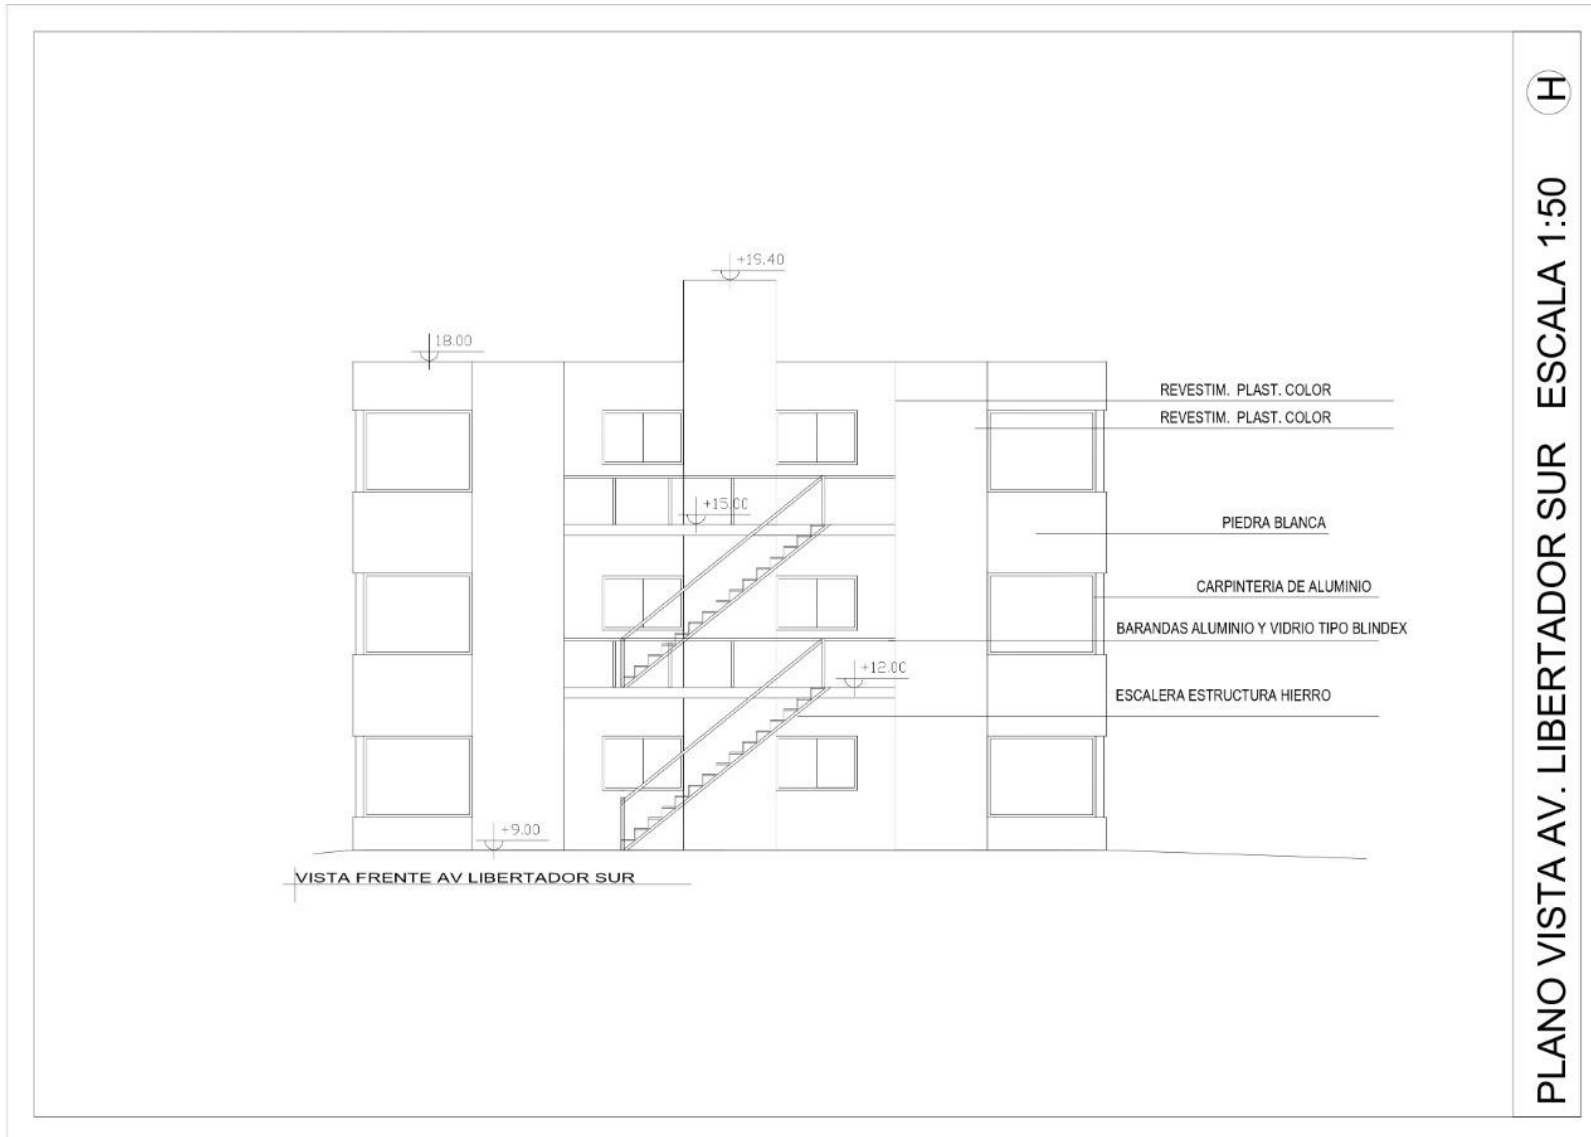 +19.40
18.00
REVESTIM. PLAST. COLOR
REVESTIM. PLAST. COLOR
+15.00
PIEDRA BLANCA
CARPINTERIA DE ALUMINIO
BARANDAS ALUMINIO Y VIDRIO TIPO BLINDEX
+12.00
ESCALERA ESTRUCTURA HIERRO
+9.00
VISTA FRENTE AV LIBERTADOR SUR
PLANO VISTA AV. LIBERTADOR SUR ESCALA 1:50 H